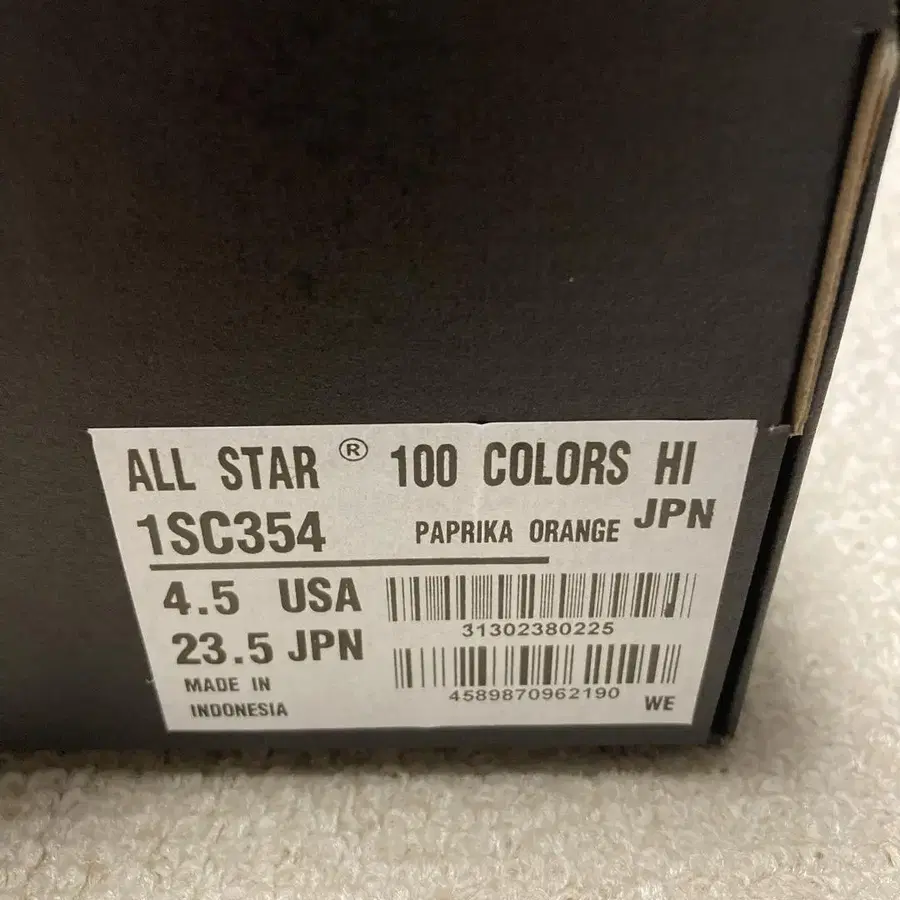 ALL STAR ® 100 COLORS HI
1SC354 PAPRIKA ORANGE JPN
4.5 USA
31302380225
23.5 JPN
4589870962190
MADE IN
INDONESIA
WE